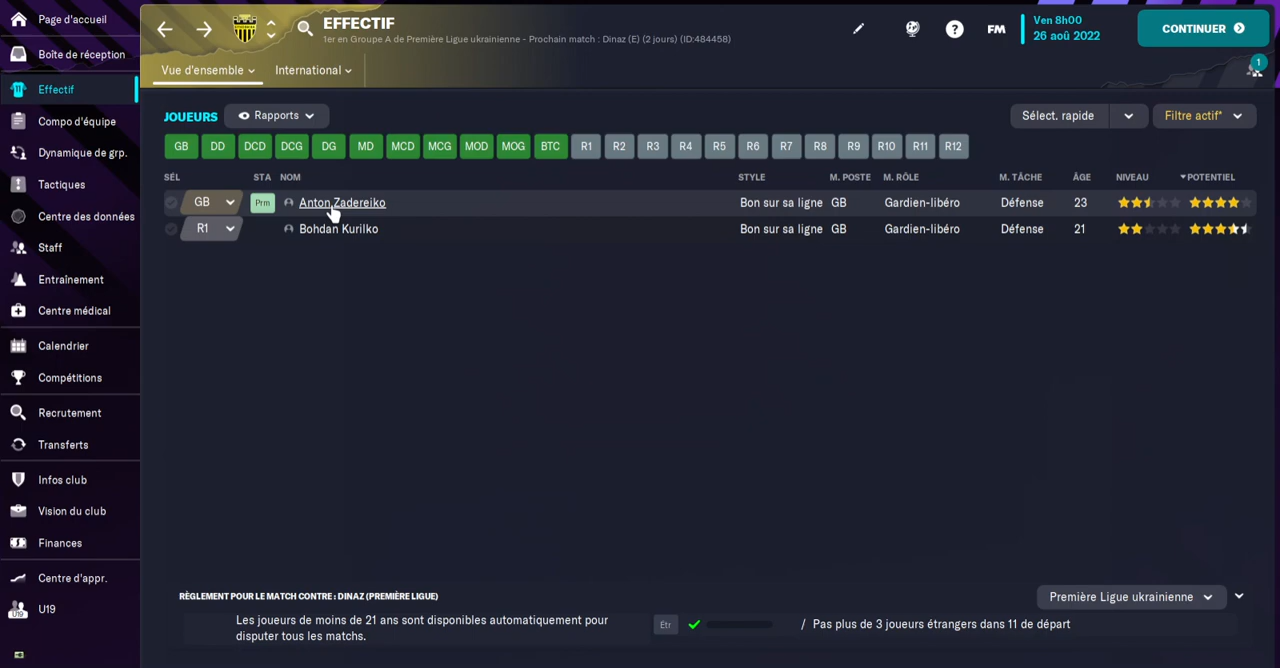 Page d'accueil
Boîte de réception
Effectif
Compo d'équipe
Dynamique de grp.
Tactiques
Centre des données
Staff
Entraînement
Centre médical
Calendrier
Compétitions
Recrutement
Transferts
Infos club
Vision du club
Finances
Centre d'appr.
U19
EFFECTIF
1er en Groupe A de Première Ligue ukrainienne - Prochain match : Dinaz (E) (2 jours) (ID:484458)
FM
Ven 8h00
26 aoû 2022
CONTINUER
Vue d'ensemble International
1
JOUEURS Rapports Sélect. rapide Filtre actif*
GB DD DCD DCG DG MD MCD MCG MOD MOG BTC R1 R2 R3 R4 R5 R6 R7 R8 R9 R10 R11 R12
SÉL STA NOM STYLE M. POSTE M. RÔLE M. TÂCHE ÂGE NIVEAU POTENTIEL
GB Prm Anton Zadereiko Bon sur sa ligne GB Gardien-libéro Défense 23
R1 Bohdan Kurilko Bon sur sa ligne GB Gardien-libéro Défense 21
RÈGLEMENT POUR LE MATCH CONTRE : DINAZ (PREMIÈRE LIGUE) Première Ligue ukrainienne
Les joueurs de moins de 21 ans sont disponibles automatiquement pour
disputer tous les matchs.
Étr / Pas plus de 3 joueurs étrangers dans 11 de départ